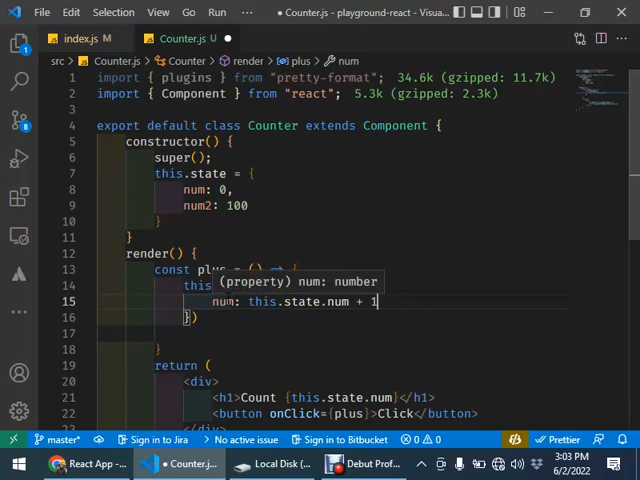 File Edit Selection View Go Run ··· ● Counter.js - playground-react - Visua...
index.js M Counter.js U ●
src > Counter.js > Counter > render > plus > num
1 import { plugins } from "pretty-format"; 34.6k (gzipped: 11.7k)
2 import { Component } from "react"; 5.3k (gzipped: 2.3k)
3
4 export default class Counter extends Component {
5 constructor() {
6 super();
7 this.state = {
8 num: 0,
9 num2: 100
10 }
11 }
12 render() {
13 const plus = () => {
(property) num: number
14 this
15 num: this.state.num + 1
16 })
17
18 }
19 return (
20 <div>
21 <h1>Count {this.state.num}</h1>
22 <button onClick={plus}>Click</button>
23 </div>
master* Sign in to Jira No active issue Sign in to Bitbucket 0 0 Prettier
React App -... Counter.j... Local Disk (... Debut Prof... 3:03 PM
6/2/2022